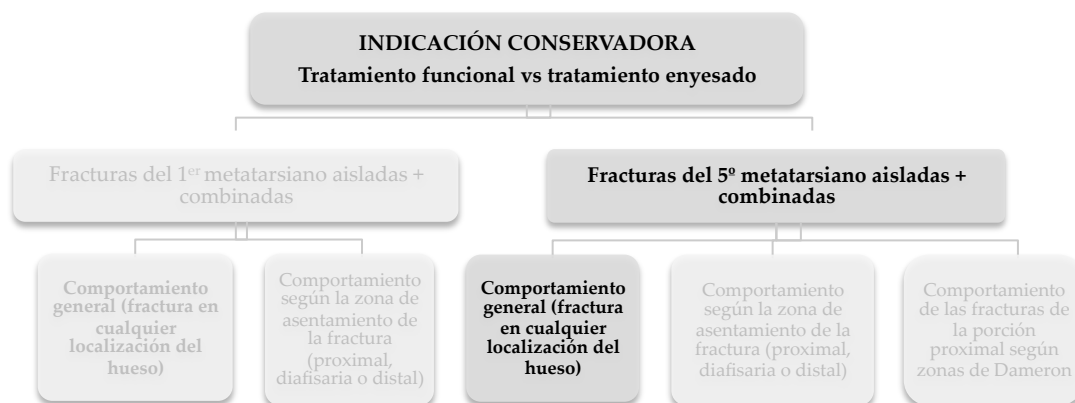 INDICACIÓN CONSERVADORA
Tratamiento funcional vs tratamiento enyesado
Fracturas del 1er metatarsiano aisladas +
combinadas
Fracturas del 5º metatarsiano aisladas +
combinadas
Comportamiento
general (fractura en
cualquier
localización del
hueso)
Comportamiento
según la zona de
asentamiento de
la fractura
(proximal,
diafisaria o distal)
Comportamiento
general (fractura
en cualquier
localización del
hueso)
Comportamiento
según la zona de
asentamiento de la
fractura (proximal,
diafisaria o distal)
Comportamiento
de las fracturas de
la porción
proximal según
zonas de Dameron